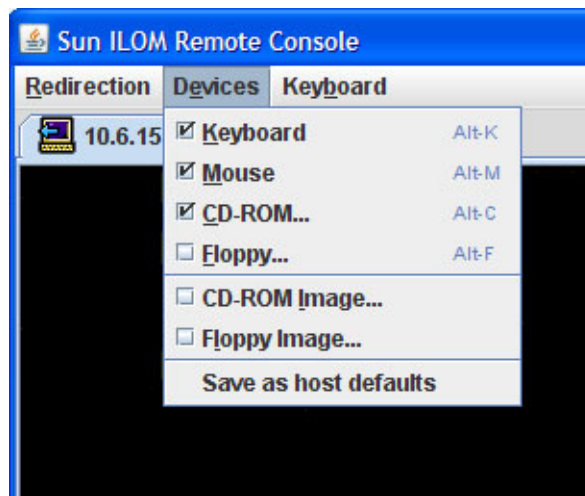 Sun ILOM Remote Console
Redirection Devices Keyboard
10.6.15
Keyboard Alt-K
Mouse Alt-M
CD-ROM... Alt-C
Floppy... Alt-F
CD-ROM Image...
Floppy Image...
Save as host defaults